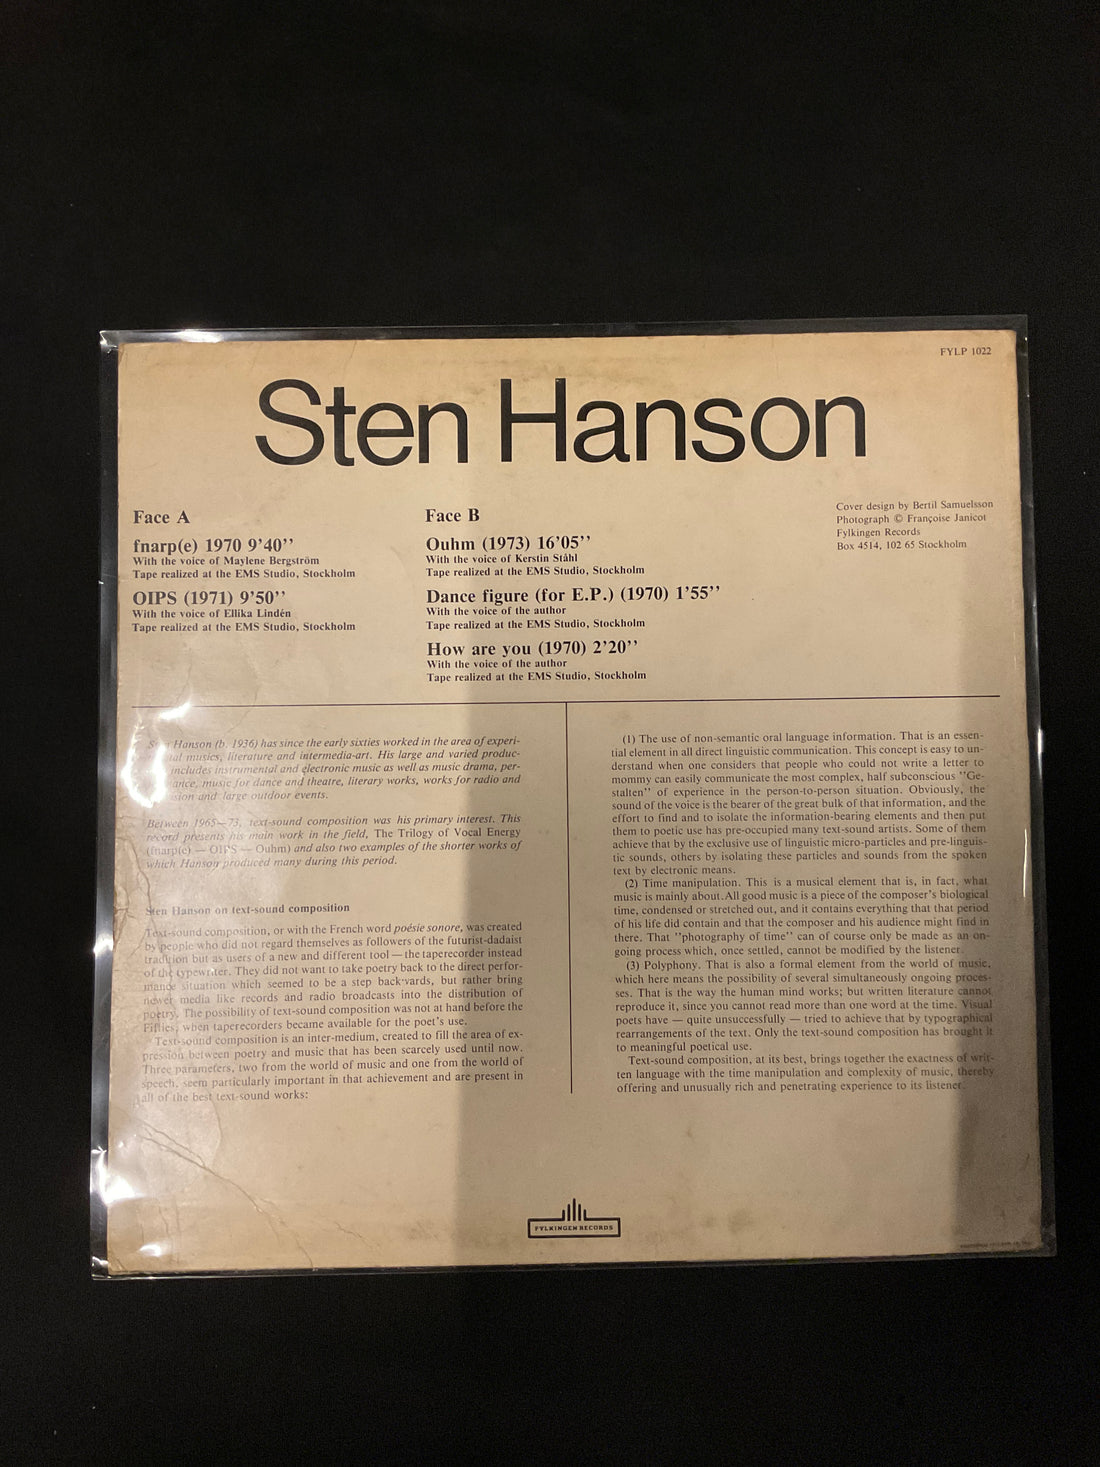 FYLP 1022
Sten Hanson
Face A
fnarp(e) 1970 9’40’’
With the voice of Maylene Bergström
Tape realized at the EMS Studio, Stockholm
OIPS (1971) 9’50’’
With the voice of Ellika Lindén
Tape realized at the EMS Studio, Stockholm
Face B
Ouhm (1973) 16’05’’
With the voice of Kerstin Ståhl
Tape realized at the EMS Studio, Stockholm
Dance figure (for E.P.) (1970) 1’55’’
With the voice of the author
Tape realized at the EMS Studio, Stockholm
How are you (1970) 2’20’’
With the voice of the author
Tape realized at the EMS Studio, Stockholm
Cover design by Bertil Samuelsson
Photograph © Françoise Janicot
Fylkingen Records
Box 4514, 102 65 Stockholm
Sten Hanson (b. 1936) has since the early sixties worked in the area of experi-
musics, literature and intermedia-art. His large and varied produc-
includes instrumental and electronic music as well as music drama, per-
music for dance and theatre, literary works, works for radio and
and large outdoor events.
Between 1965—73, text-sound composition was his primary interest. This
record presents his main work in the field, The Trilogy of Vocal Energy
(fnarp(e) — OIPS — Ouhm) and also two examples of the shorter works of
which Hanson produced many during this period.
Sten Hanson on text-sound composition
Text-sound composition, or with the French word poésie sonore, was created
by people who did not regard themselves as followers of the futurist-dadaist
tradition but as users of a new and different tool — the taperecorder instead
of the typewriter. They did not want to take poetry back to the direct perfor-
mance situation which seemed to be a step backwards, but rather bring
newer media like records and radio broadcasts into the distribution of
poetry. The possibility of text-sound composition was not at hand before the
Fifties, when taperecorders became available for the poet's use.
Text-sound composition is an inter-medium, created to fill the area of ex-
pression between poetry and music that has been scarcely used until now.
Three parameters, two from the world of music and one from the world of
speech, seem particularly important in that achievement and are present in
all of the best text-sound works:
(1) The use of non-semantic oral language information. That is an essen-
tial element in all direct linguistic communication. This concept is easy to un-
derstand when one considers that people who could not write a letter to
mommy can easily communicate the most complex, half subconscious ''Ge-
stalten'' of experience in the person-to-person situation. Obviously, the
sound of the voice is the bearer of the great bulk of that information, and the
effort to find and to isolate the information-bearing elements and then put
them to poetic use has pre-occupied many text-sound artists. Some of them
achieve that by the exclusive use of linguistic micro-particles and pre-linguis-
tic sounds, others by isolating these particles and sounds from the spoken
text by electronic means.
(2) Time manipulation. This is a musical element that is, in fact, what
music is mainly about.All good music is a piece of the composer's biological
time, condensed or stretched out, and it contains everything that that period
of his life did contain and that the composer and his audience might find in
there. That ''photography of time'' can of course only be made as an on-
going process which, once settled, cannot be modified by the listener.
(3) Polyphony. That is also a formal element from the world of music,
which here means the possibility of several simultaneously ongoing proces-
ses. That is the way the human mind works; but written literature cannot
reproduce it, since you cannot read more than one word at the time. Visual
poets have — quite unsuccessfully — tried to achieve that by typographical
rearrangements of the text. Only the text-sound composition has brought it
to meaningful poetical use.
Text-sound composition, at its best, brings together the exactness of writ-
ten language with the time manipulation and complexity of music, thereby
offering and unusually rich and penetrating experience to its listener.
FYLKINGEN RECORDS